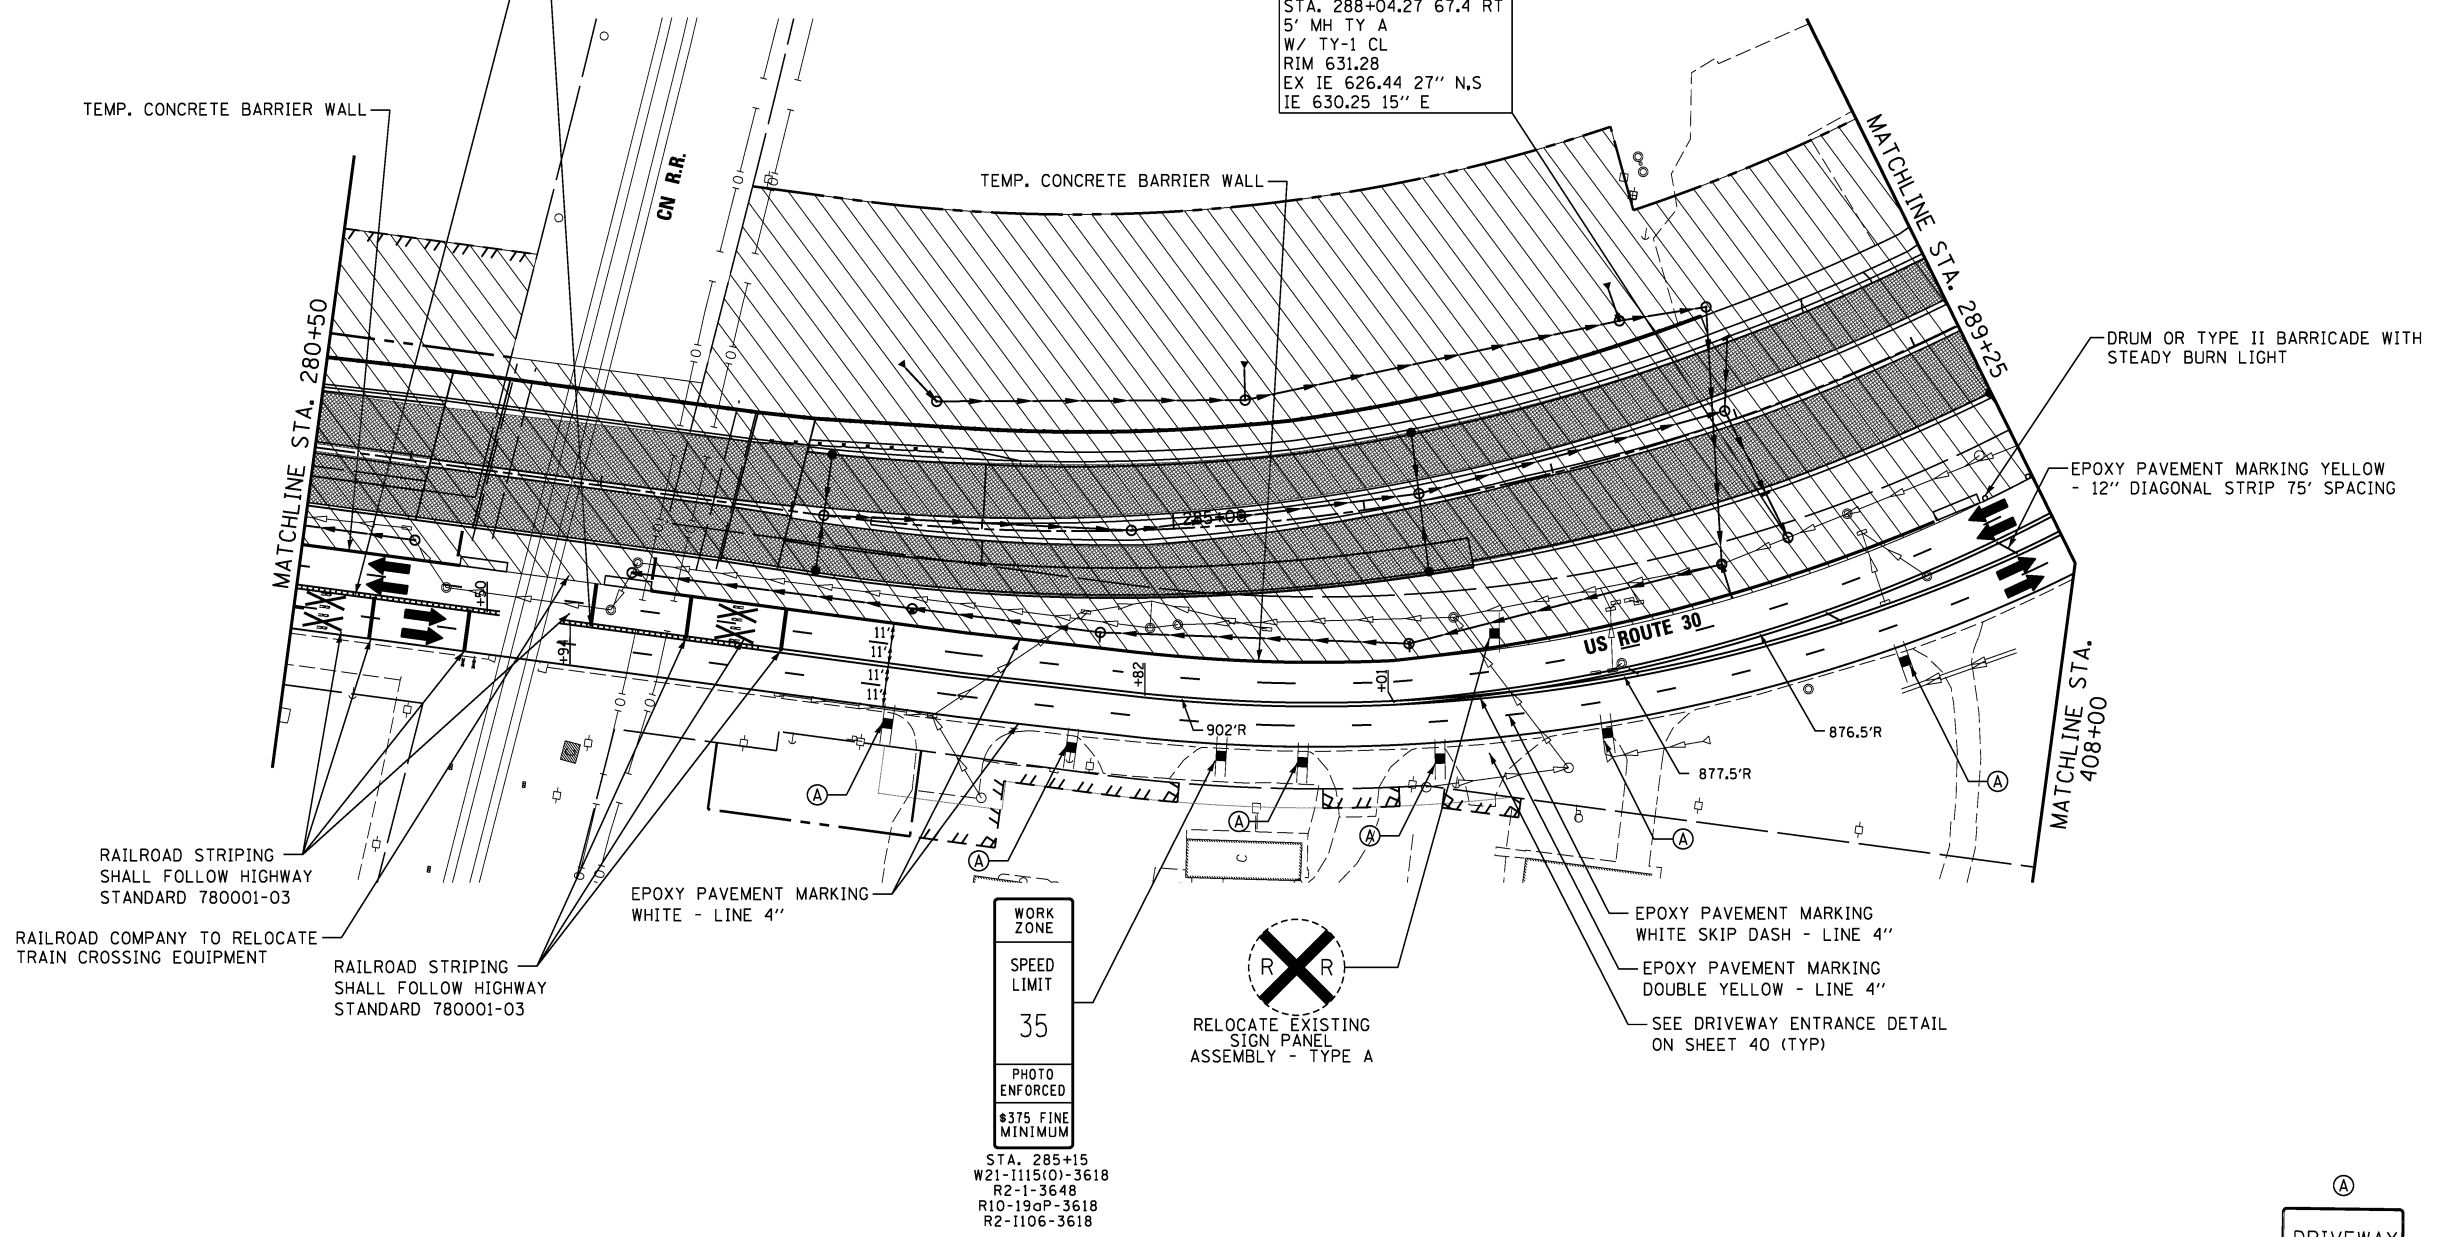 STA. 288+04.27 67.4 RT
5' MH TY A
W/ TY-1 CL
RIM 631.28
EX IE 626.44 27" N,S
IE 630.25 15" E
TEMP. CONCRETE BARRIER WALL
CN R.R.
TEMP. CONCRETE BARRIER WALL
MATCHLINE STA. 289+25
MATCHLINE STA. 280+50
DRUM OR TYPE II BARRICADE WITH
STEADY BURN LIGHT
EPOXY PAVEMENT MARKING YELLOW
- 12" DIAGONAL STRIP 75' SPACING
285+00
+50
+94
11'
11'
11'
11'
+82
+01
US ROUTE 30
902'R
876.5'R
877.5'R
MATCHLINE STA.
408+00
A
A
A
A
A
A
C
RAILROAD STRIPING
SHALL FOLLOW HIGHWAY
STANDARD 780001-03
RAILROAD COMPANY TO RELOCATE
TRAIN CROSSING EQUIPMENT
RAILROAD STRIPING
SHALL FOLLOW HIGHWAY
STANDARD 780001-03
EPOXY PAVEMENT MARKING
WHITE - LINE 4"
WORK
ZONE
SPEED
LIMIT
35
PHOTO
ENFORCED
$375 FINE
MINIMUM
STA. 285+15
W21-I115(O)-3618
R2-1-3648
R10-19aP-3618
R2-I106-3618
R R
RELOCATE EXISTING
SIGN PANEL
ASSEMBLY - TYPE A
EPOXY PAVEMENT MARKING
WHITE SKIP DASH - LINE 4"
EPOXY PAVEMENT MARKING
DOUBLE YELLOW - LINE 4"
SEE DRIVEWAY ENTRANCE DETAIL
ON SHEET 40 (TYP)
A
DRIVEWAY